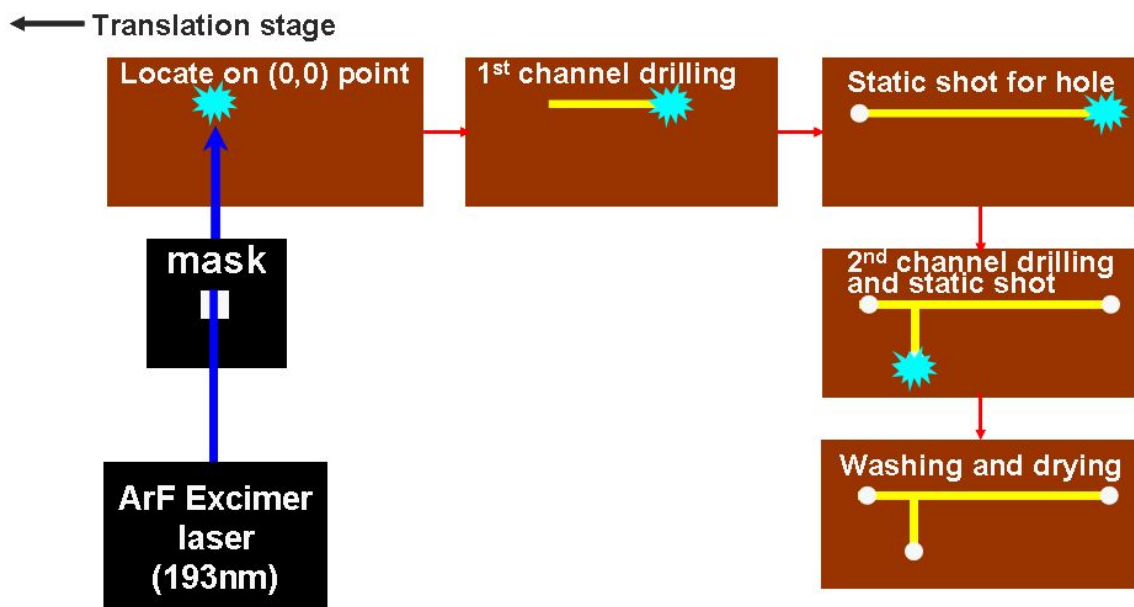 Translation stage
Locate on (0,0) point
1st channel drilling
Static shot for hole
mask
2nd channel drilling
and static shot
ArF Excimer
laser
(193nm)
Washing and drying